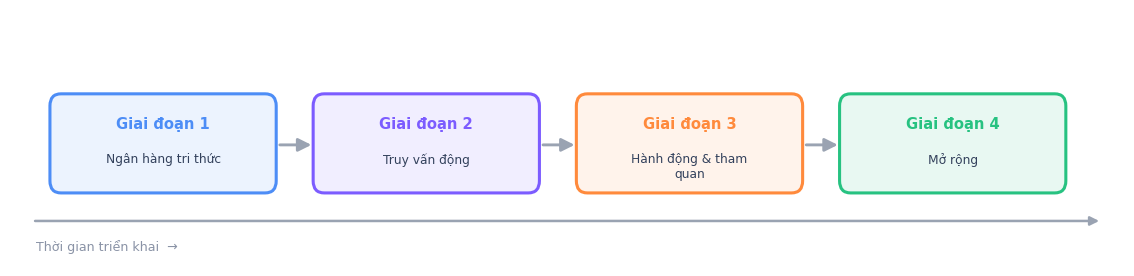 Giai đoạn 1
Ngân hàng tri thức
Giai đoạn 2
Truy vấn động
Giai đoạn 3
Hành động & tham
quan
Giai đoạn 4
Mở rộng
Thời gian triển khai →